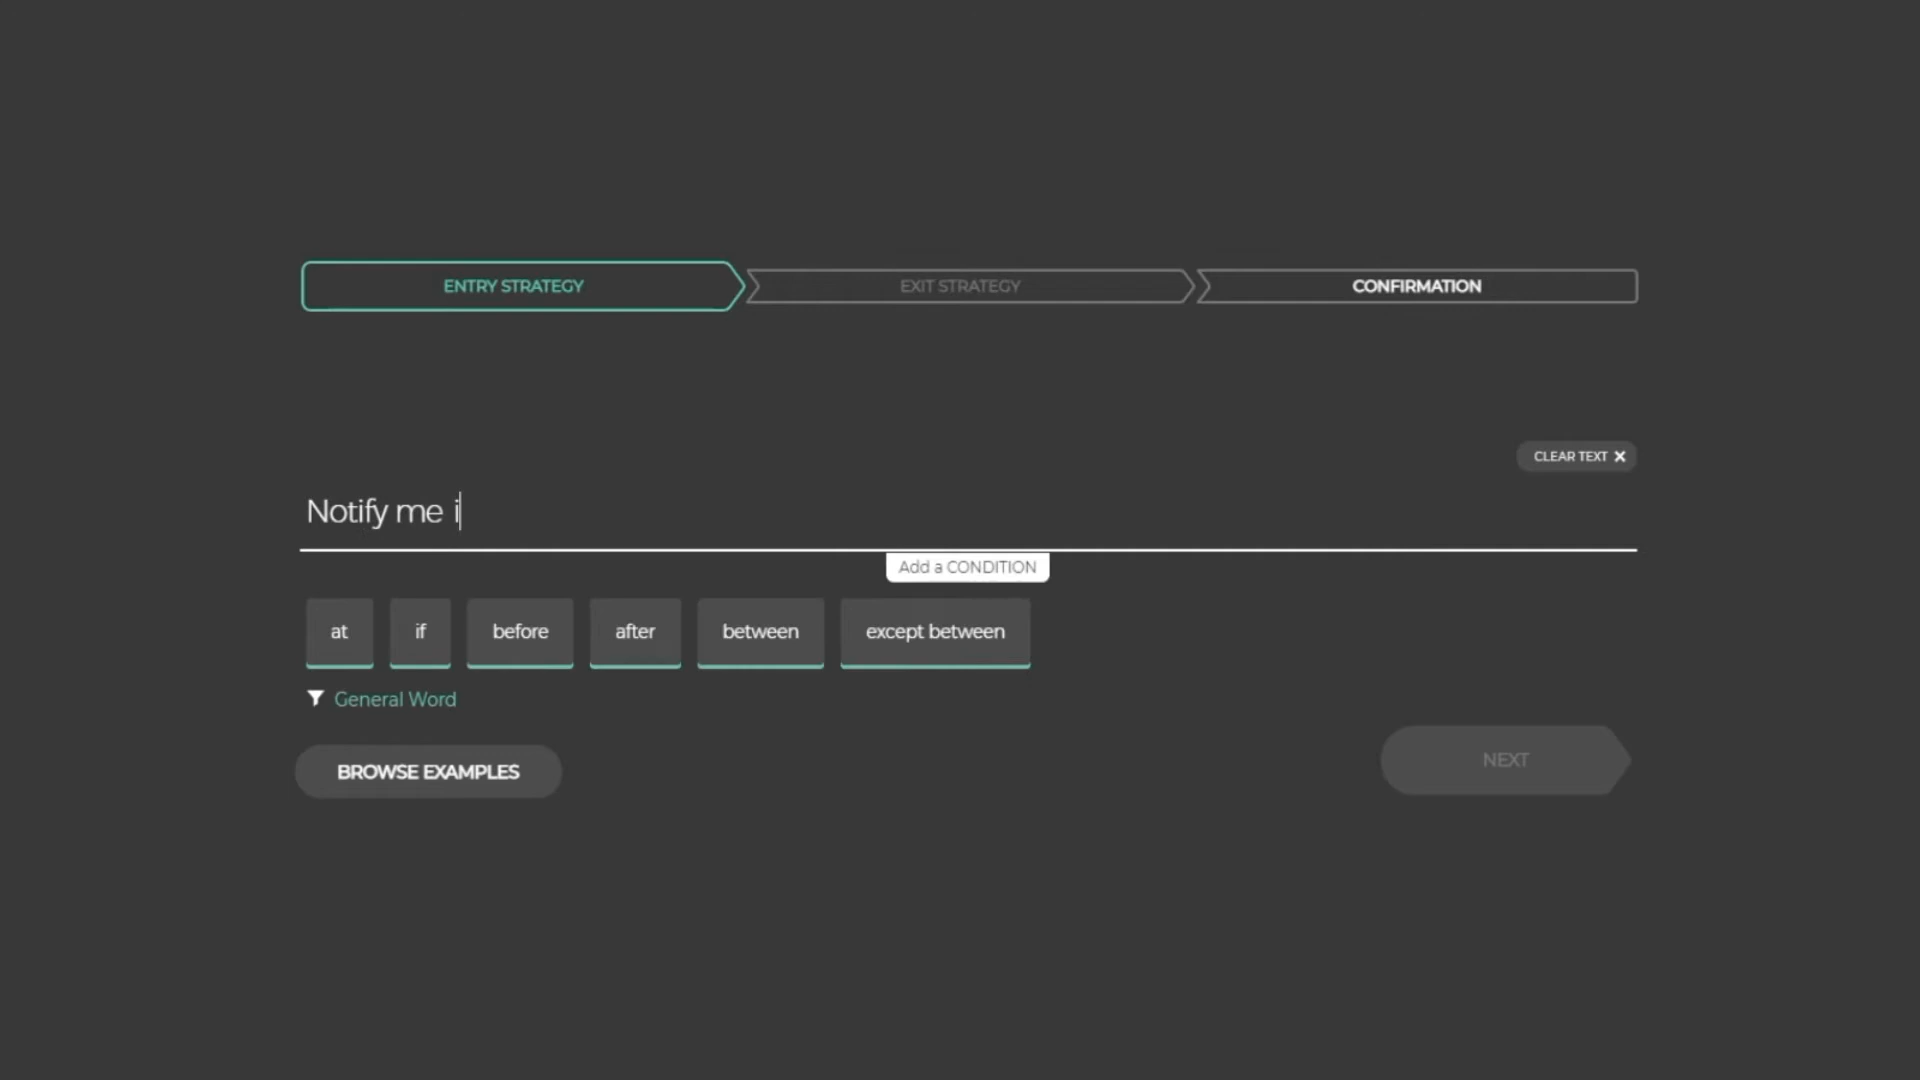 ENTRY STRATEGY
EXIT STRATEGY
CONFIRMATION
CLEAR TEXT ✕
Notify me i
Add a CONDITION
at
if
before
after
between
except between
General Word
BROWSE EXAMPLES
NEXT